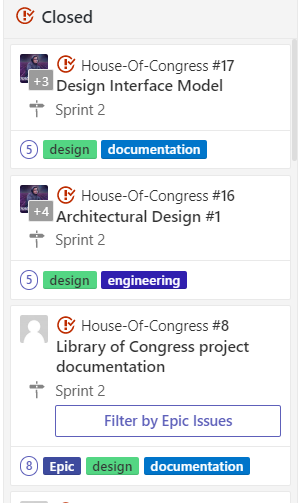 Closed
+3
House-Of-Congress #17
Design Interface Model
Sprint 2
5 design documentation
+4
House-Of-Congress #16
Architectural Design #1
Sprint 2
5 design engineering
House-Of-Congress #8
Library of Congress project
documentation
Sprint 2
Filter by Epic Issues
8 Epic design documentation